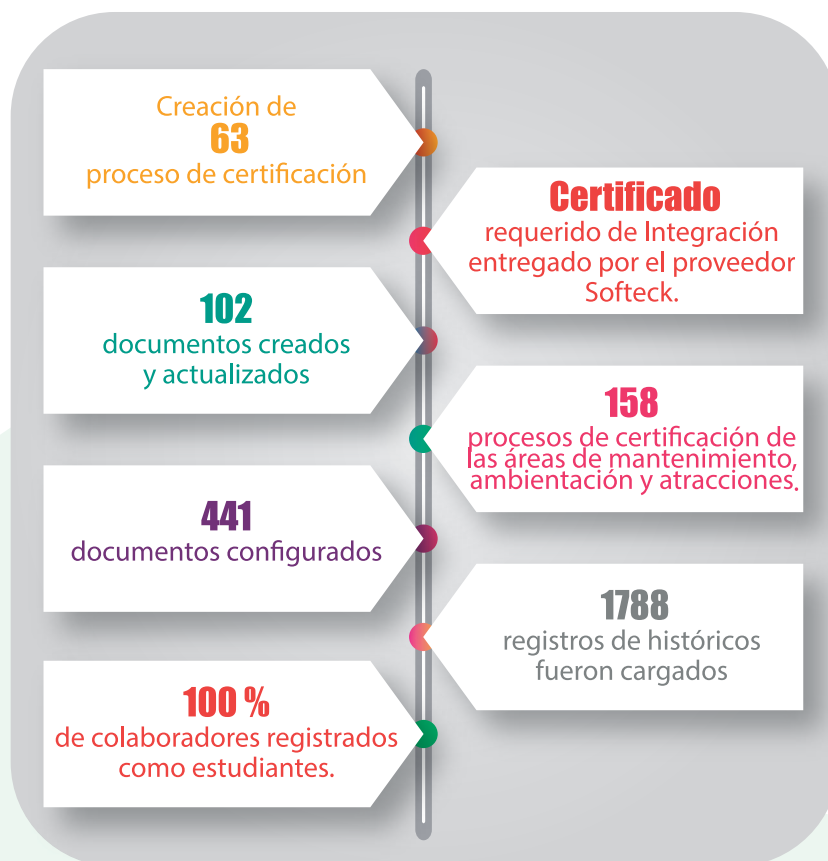 Creación de
63
proceso de certificación
Certificado
requerido de Integración
entregado por el proveedor
Softeck.
102
documentos creados
y actualizados
158
procesos de certificación de
las áreas de mantenimiento,
ambientación y atracciones.
441
documentos configurados
1788
registros de históricos
fueron cargados
100 %
de colaboradores registrados
como estudiantes.